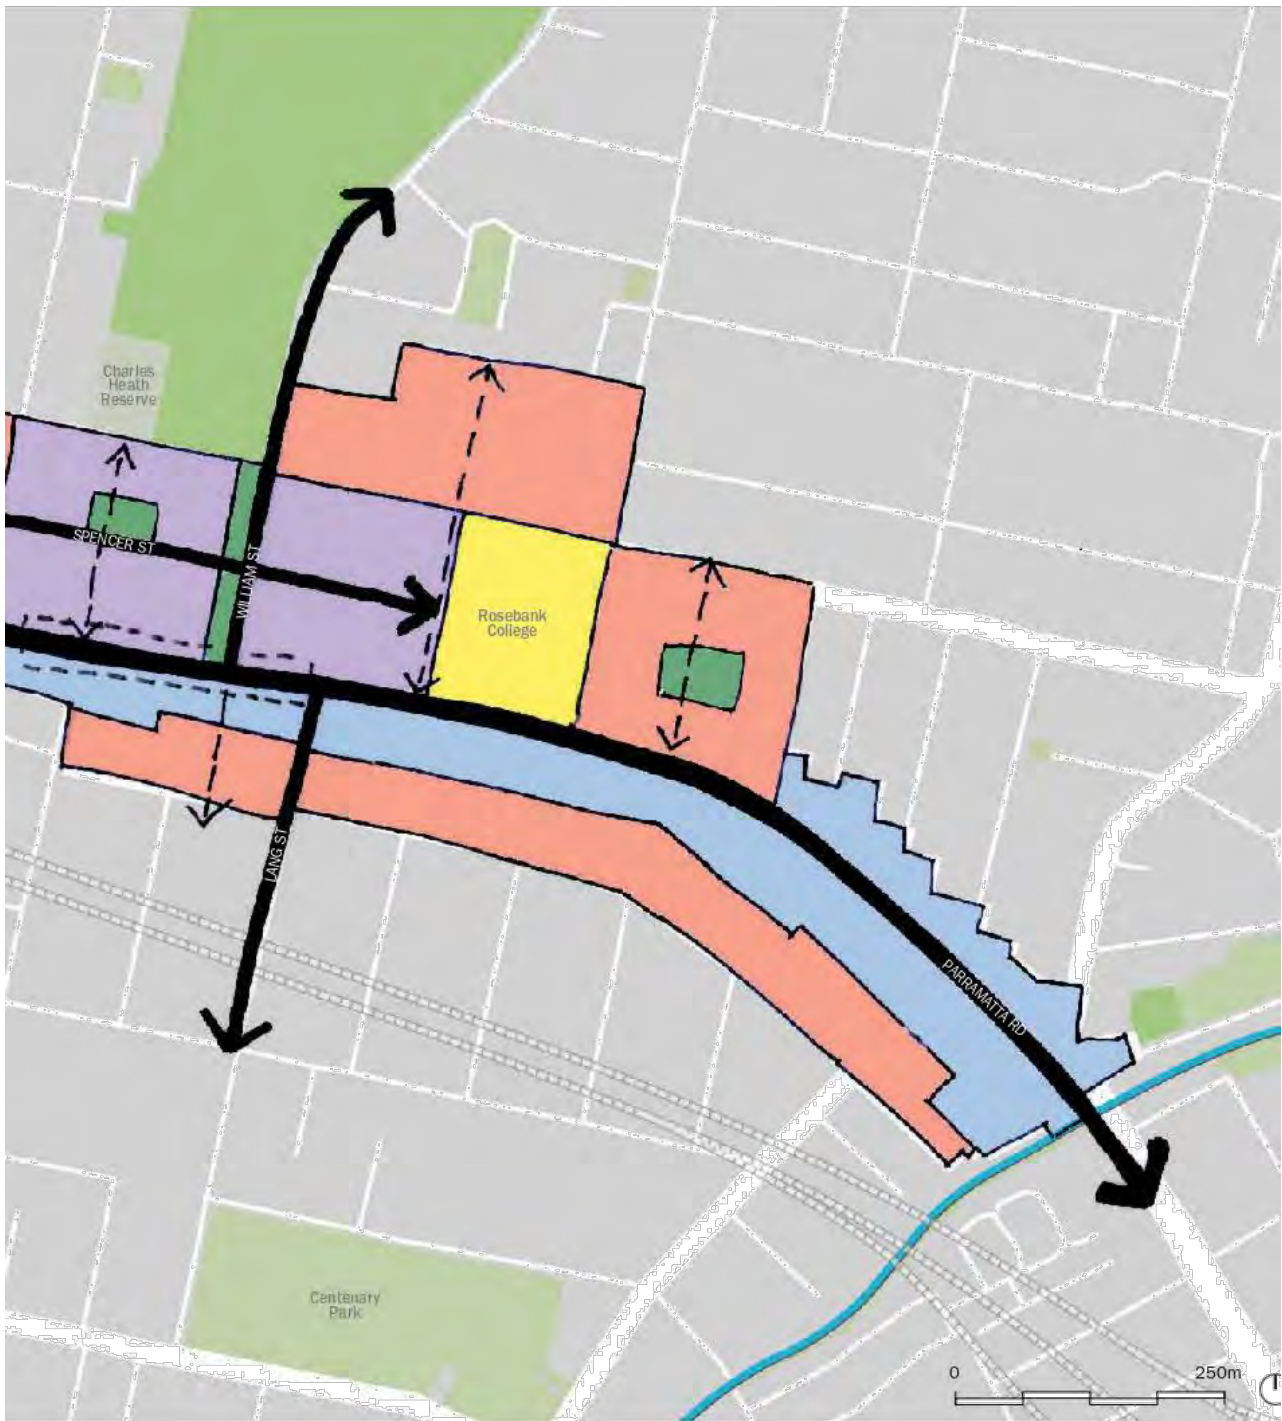 Charles
Heath
Reserve
SPENCER ST
WILLIAM ST
Rosebank
College
LANG ST
PARRAMATTA RD
Centenary
Park
0
250m